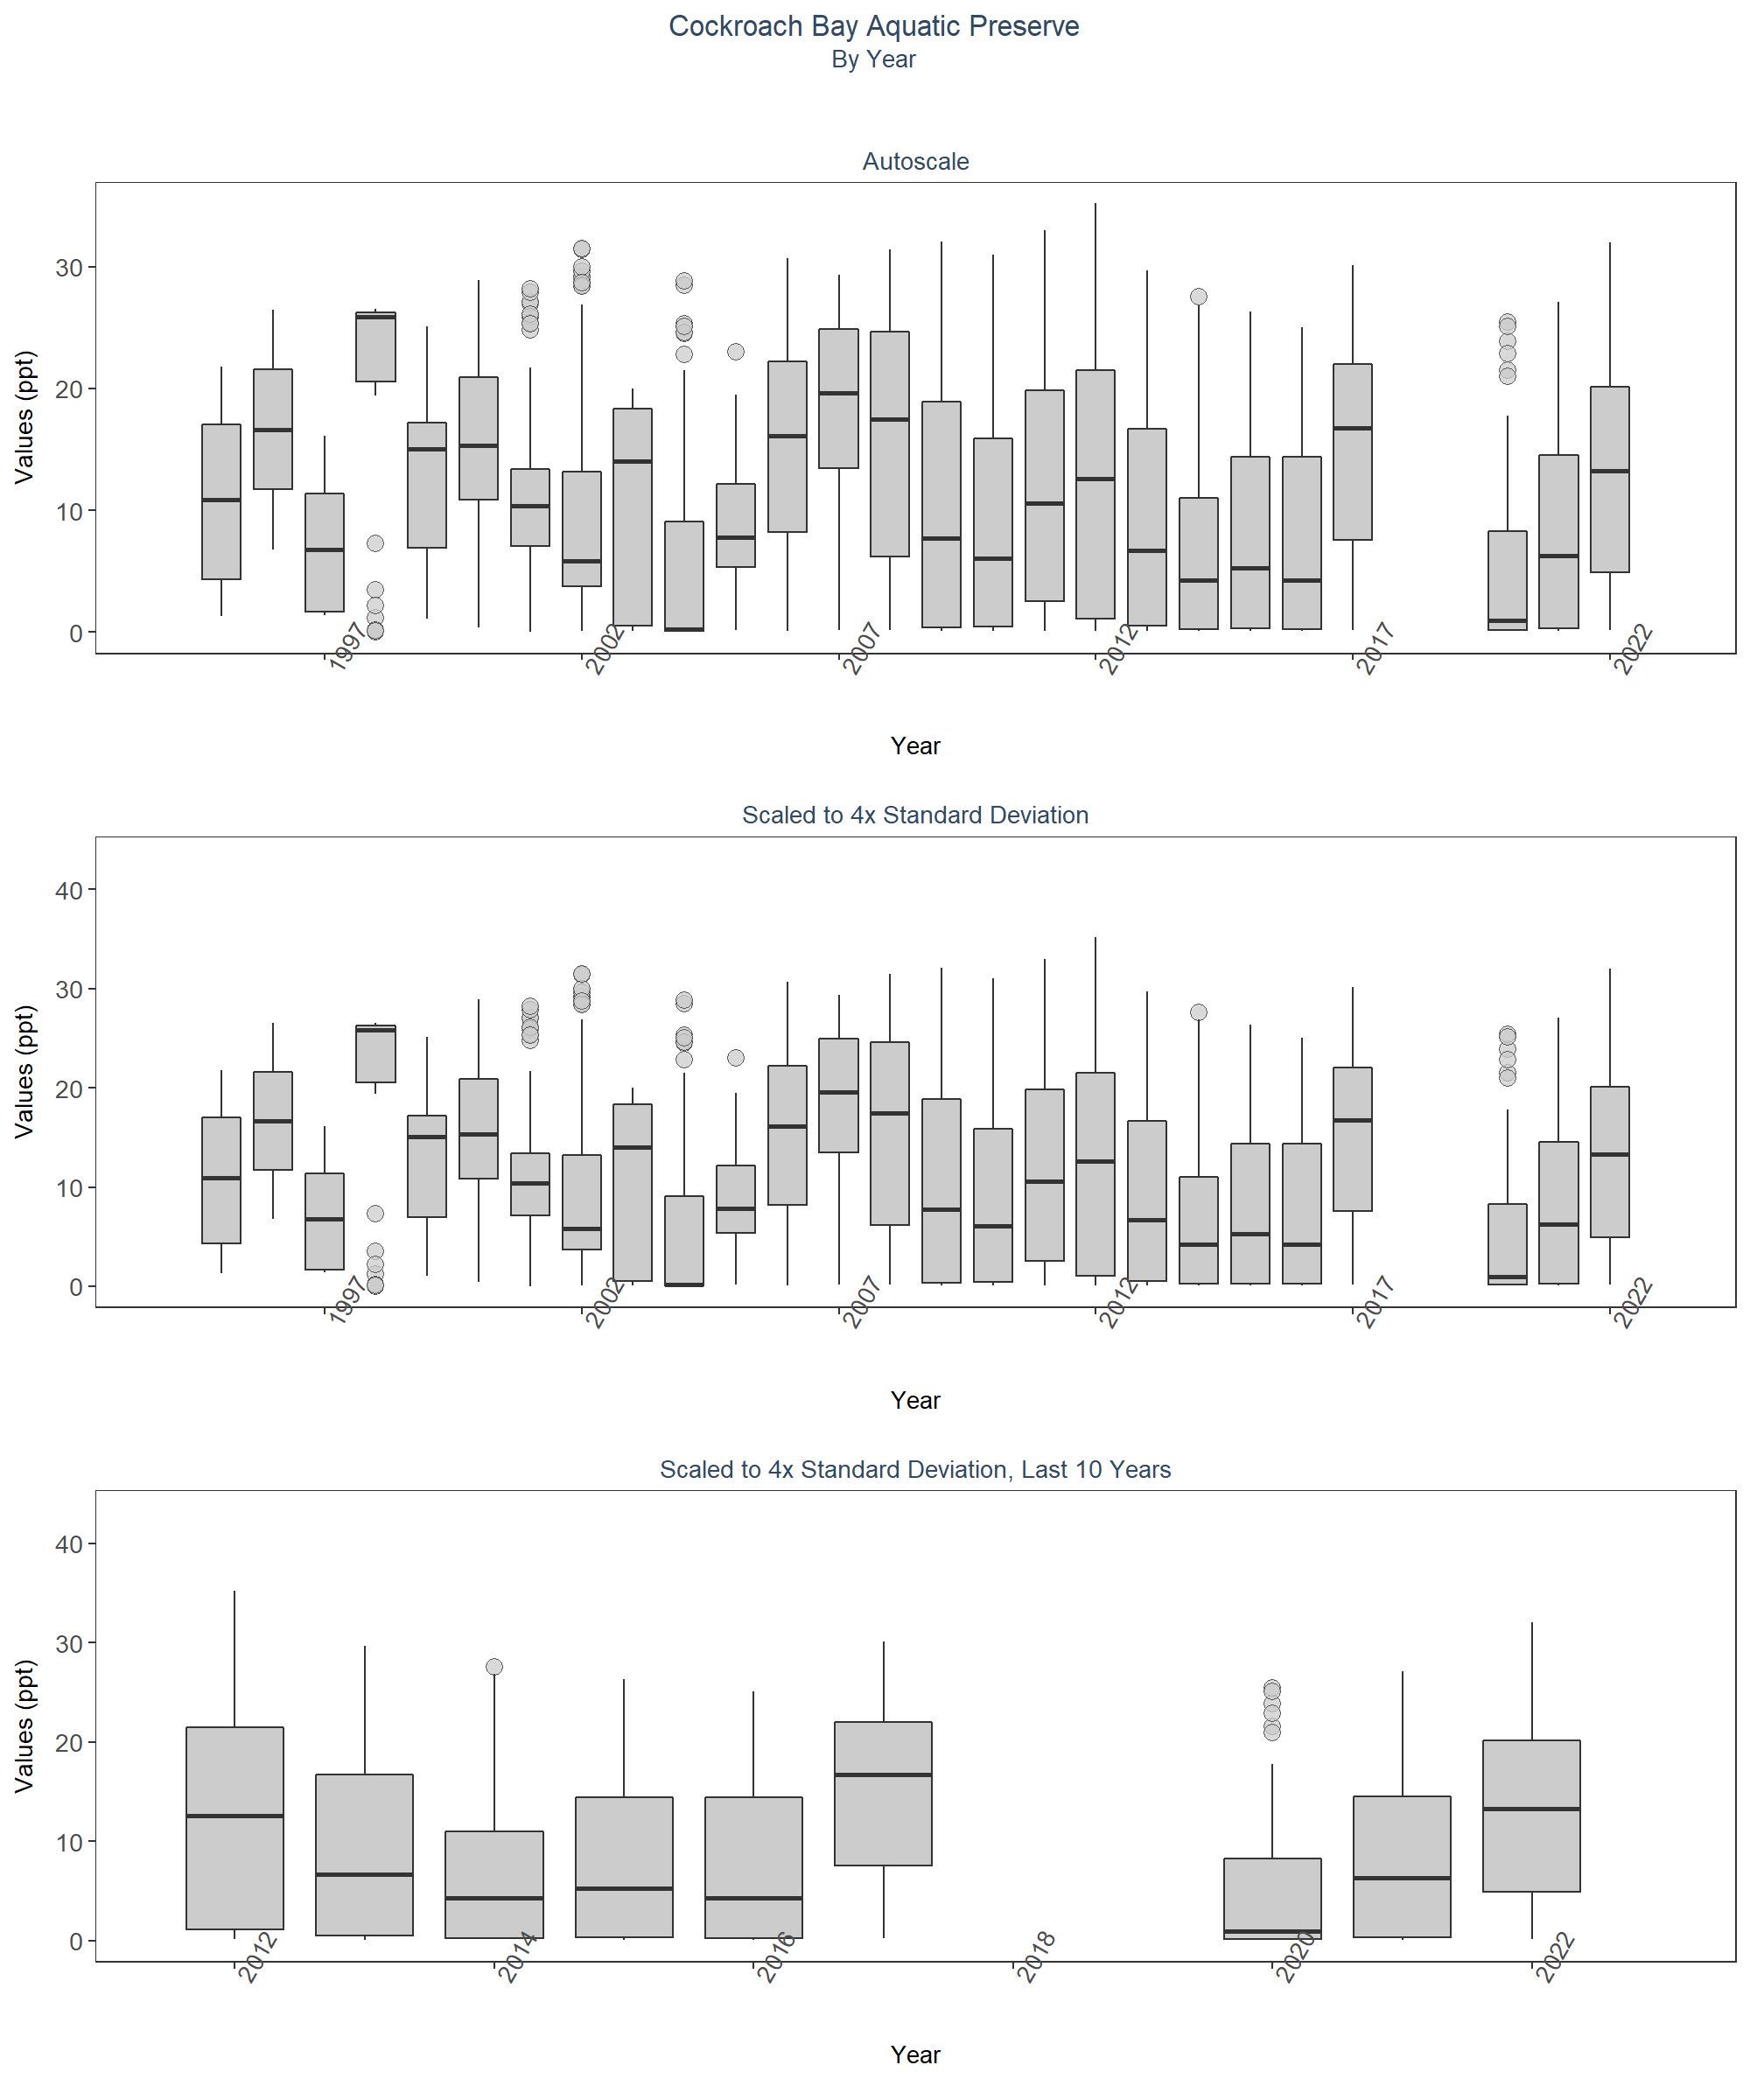 Cockroach Bay Aquatic Preserve
By Year
Autoscale
Values (ppt)
30
20
10
0
1997 2002 2007 2012 2017 2022
Year
Scaled to 4x Standard Deviation
Values (ppt)
40
30
20
10
0
1997 2002 2007 2012 2017 2022
Year
Scaled to 4x Standard Deviation, Last 10 Years
Values (ppt)
40
30
20
10
0
2012 2014 2016 2018 2020 2022
Year